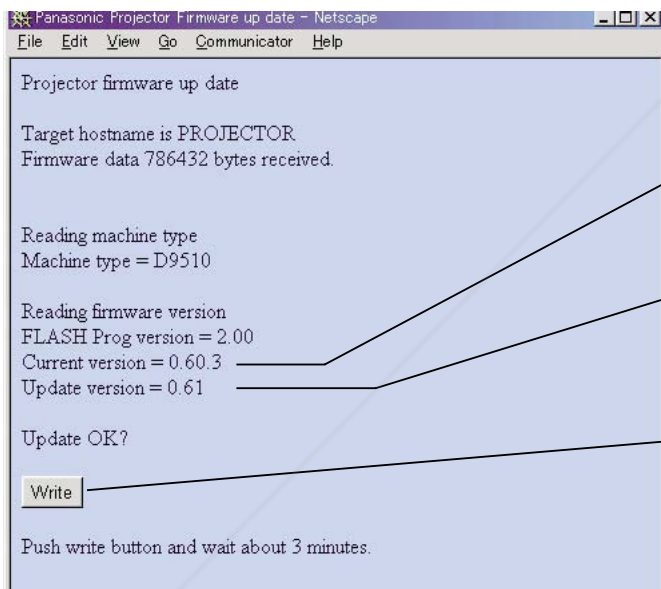 Panasonic Projector Firmware up date - Netscape
File Edit View Go Communicator Help
Projector firmware up date
Target hostname is PROJECTOR
Firmware data 786432 bytes received.
Reading machine type
Machine type = D9510
Reading firmware version
FLASH Prog version = 2.00
Current version = 0.60.3
Update version = 0.61
Update OK?
Write
Push write button and wait about 3 minutes.